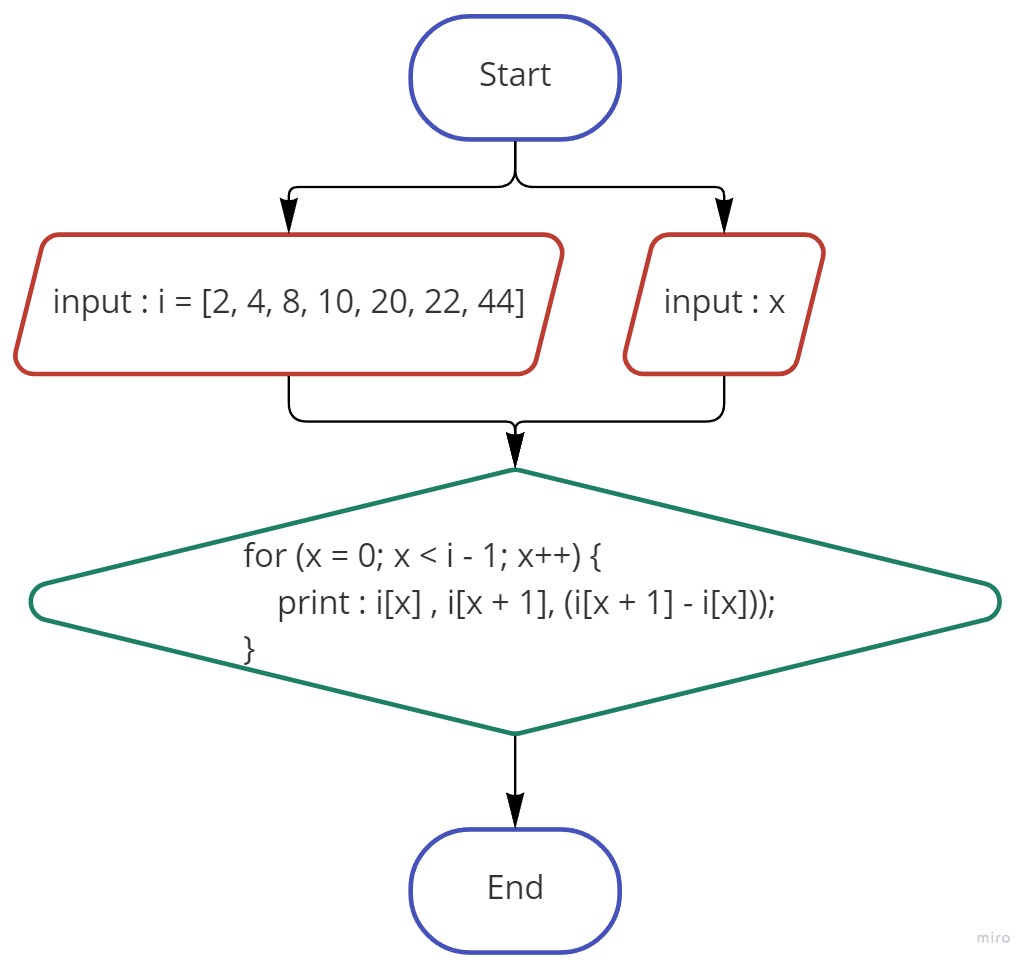 Start
input : i = [2, 4, 8, 10, 20, 22, 44]
input : x
for (x = 0; x < i - 1; x++) {
print : i[x] , i[x + 1], (i[x + 1] - i[x]));
}
End
miro